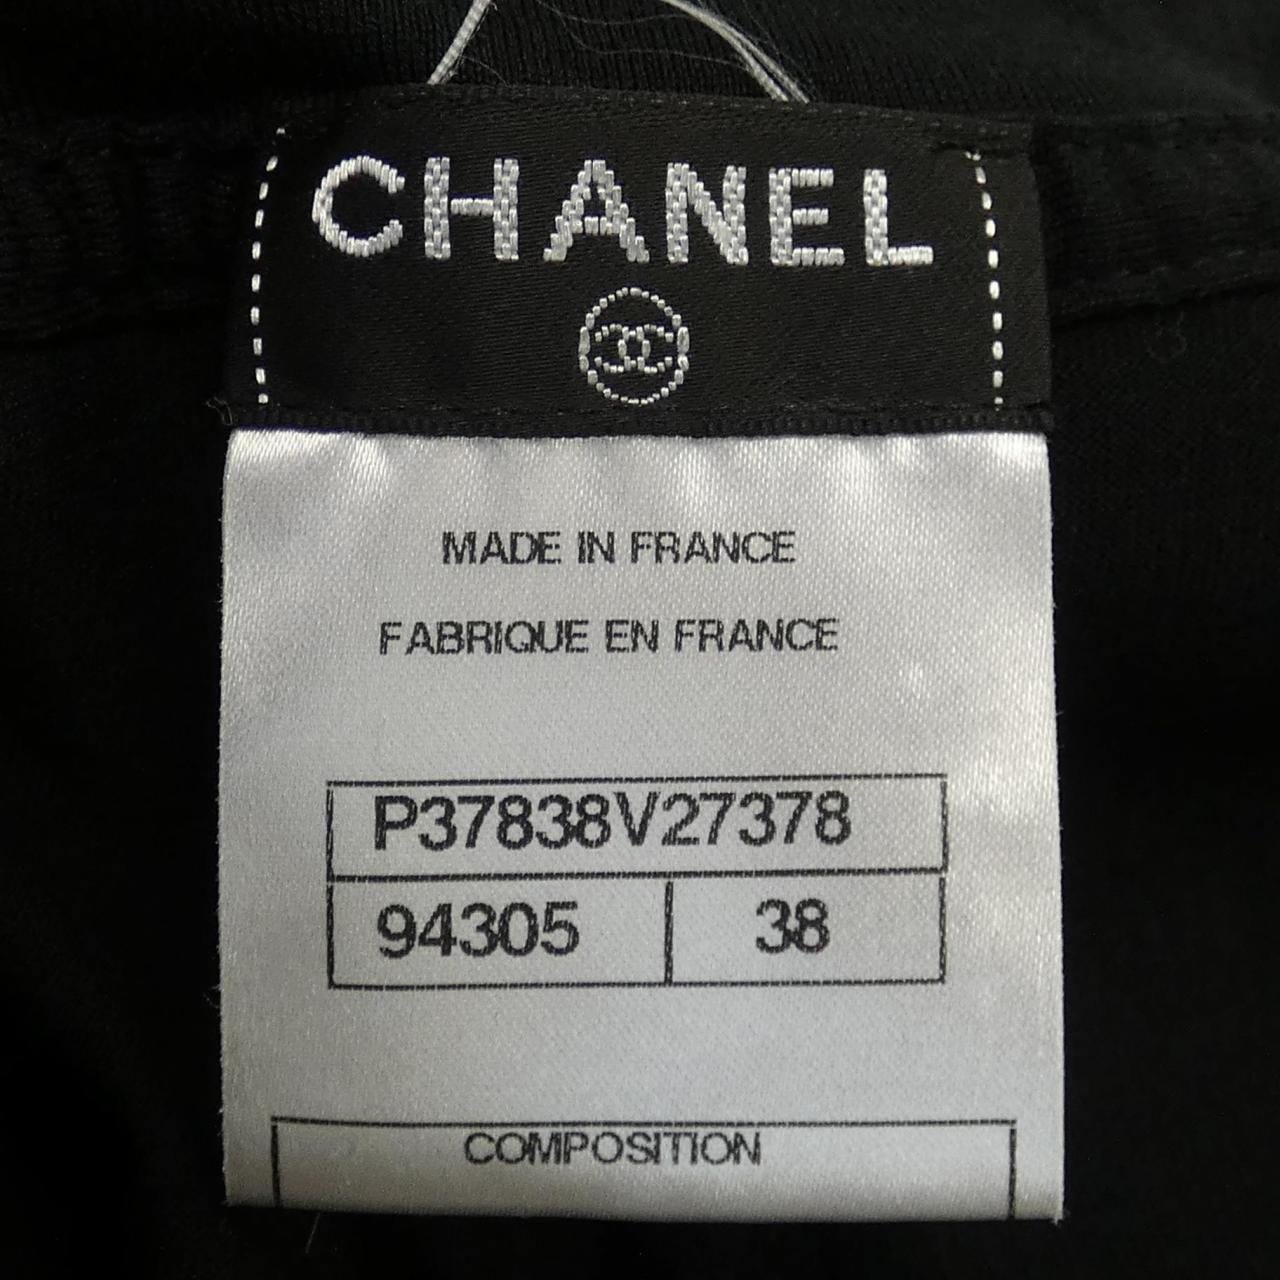 CHANEL
MADE IN FRANCE
FABRIQUE EN FRANCE
P37838V27378
94305 38
COMPOSITION